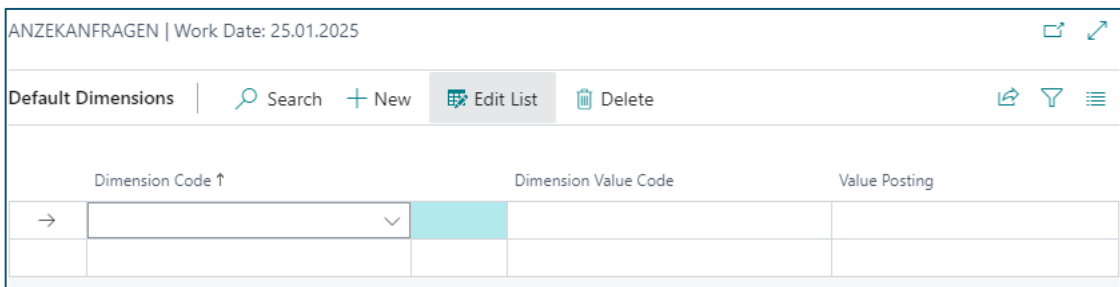 ANZEKANFRAGEN | Work Date: 25.01.2025
Default Dimensions | Search New Edit List Delete
Dimension Code ↑ Dimension Value Code Value Posting